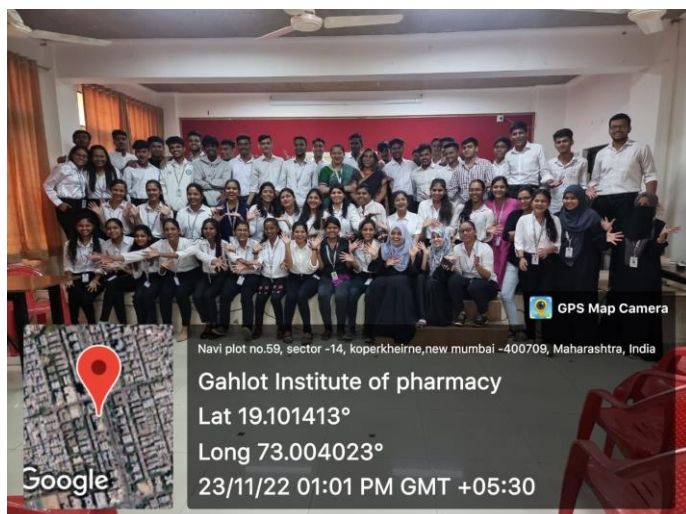 GPS Map Camera
Navi plot no.59, sector -14, koperkheirne,new mumbai -400709, Maharashtra, India
Gahlot Institute of pharmacy
Lat 19.101413°
Long 73.004023°
23/11/22 01:01 PM GMT +05:30
Google